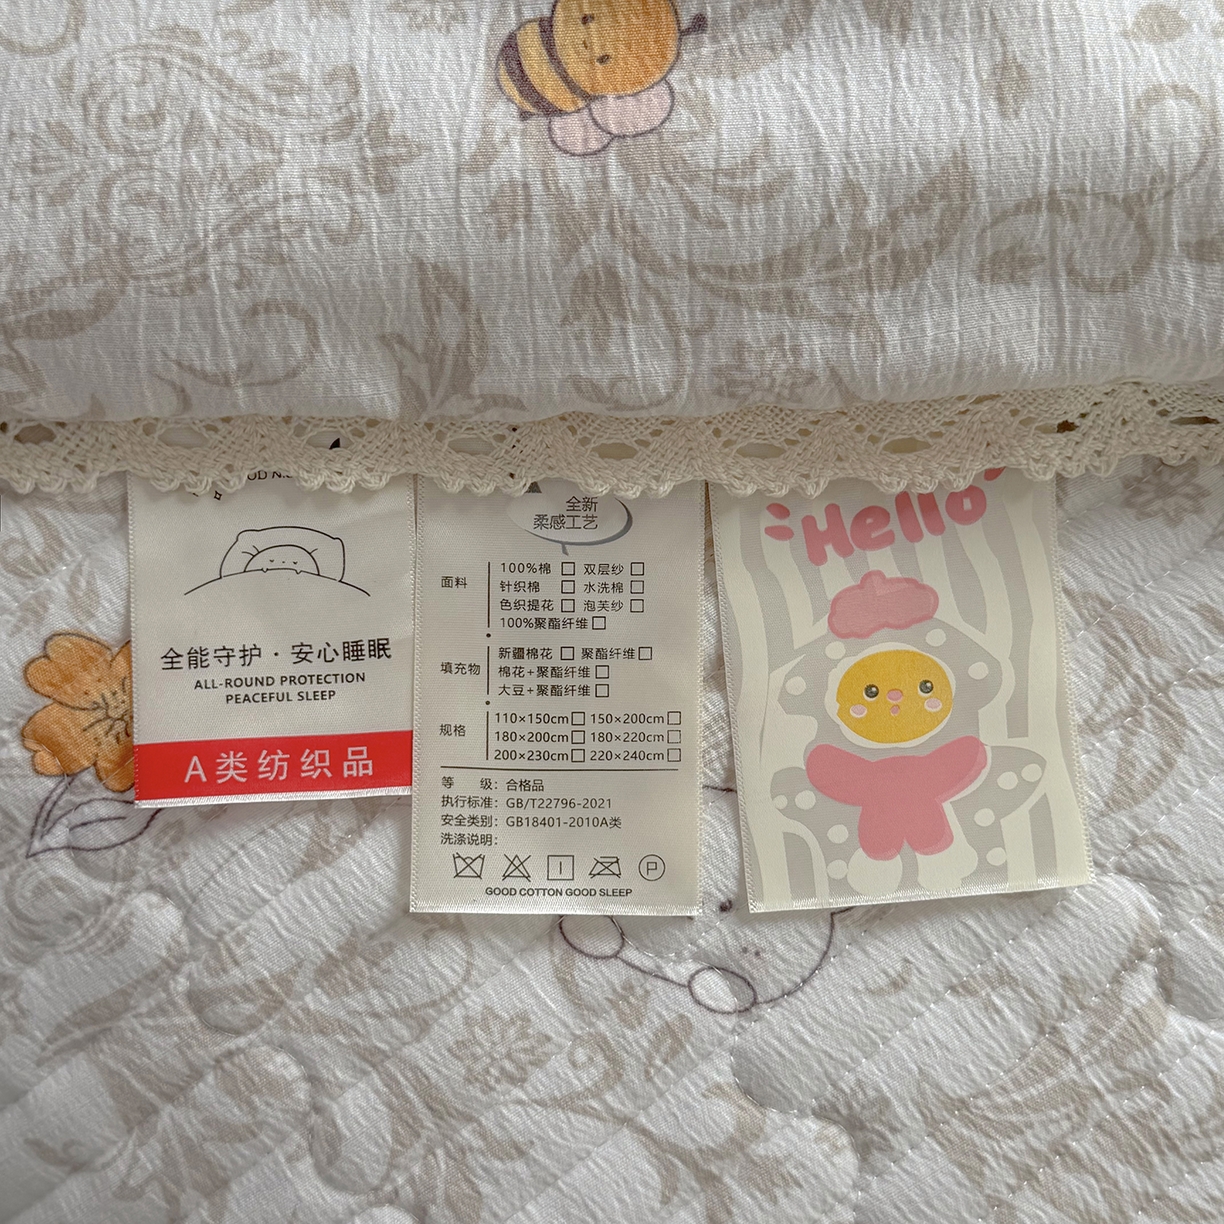 全能守护·安心睡眠
ALL-ROUND PROTECTION
PEACEFUL SLEEP
A类纺织品
全新
柔感工艺
面料
100%棉 □ 双层纱 □
针织棉 □ 水洗棉 □
色织提花 □ 泡芙纱 □
100%聚酯纤维 □
填充物
新疆棉花 □ 聚酯纤维 □
棉花+聚酯纤维 □
大豆+聚酯纤维 □
规格
110×150cm □ 150×200cm □
180×200cm □ 180×220cm □
200×230cm □ 220×240cm □
等 级：合格品
执行标准：GB/T22796-2021
安全类别：GB18401-2010A类
洗涤说明：
P
GOOD COTTON GOOD SLEEP
Hello